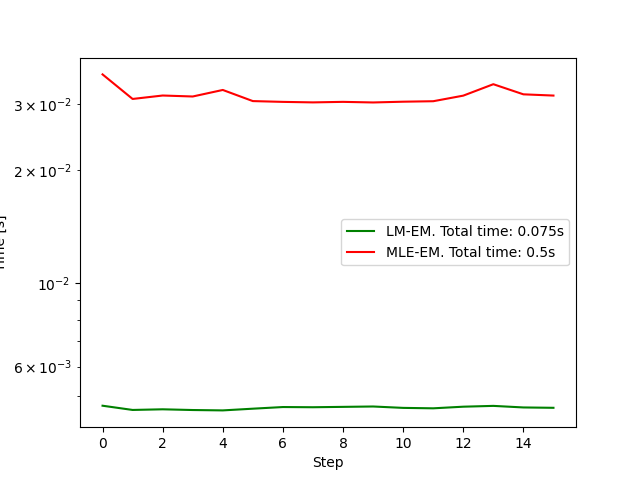 3 × 10⁻²
2 × 10⁻²
10⁻²
6 × 10⁻³
Time [s]
LM-EM. Total time: 0.075s
MLE-EM. Total time: 0.5s
0 2 4 6 8 10 12 14
Step